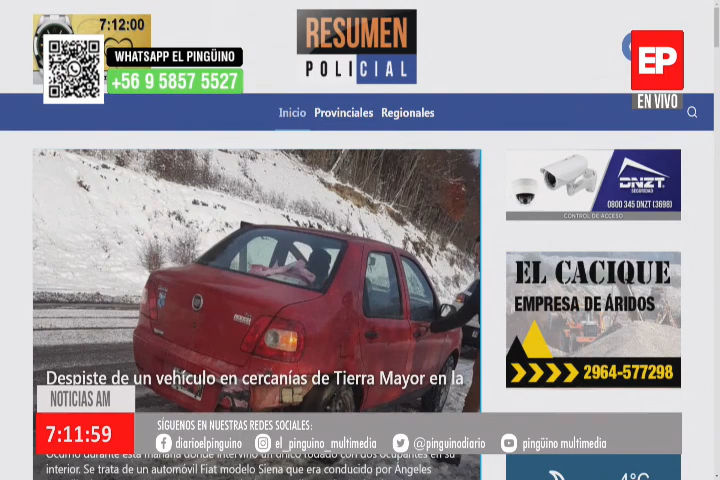 7:12:00
WHATSAPP EL PINGÜINO
+56 9 5857 5527
RESUMEN
POLICIAL
EP
EN VIVO
Inicio Provinciales Regionales
DNZT
SEGURIDAD
0800 345 DNZT (3698)
CONTROL DE ACCESO
EL CACIQUE
EMPRESA DE ÁRIDOS
2964-577298
Despiste de un vehículo en cercanías de Tierra Mayor en la
NOTICIAS AM
7:11:59
SÍGUENOS EN NUESTRAS REDES SOCIALES:
diarioelpinguino el_pinguino_multimedia @pinguinodiario pingüino multimedia
Ocurrió durante esta mañana donde intervino un único rodado con dos ocupantes en su
interior. Se trata de un automóvil Fiat modelo Siena que era conducido por Ángeles
4°C